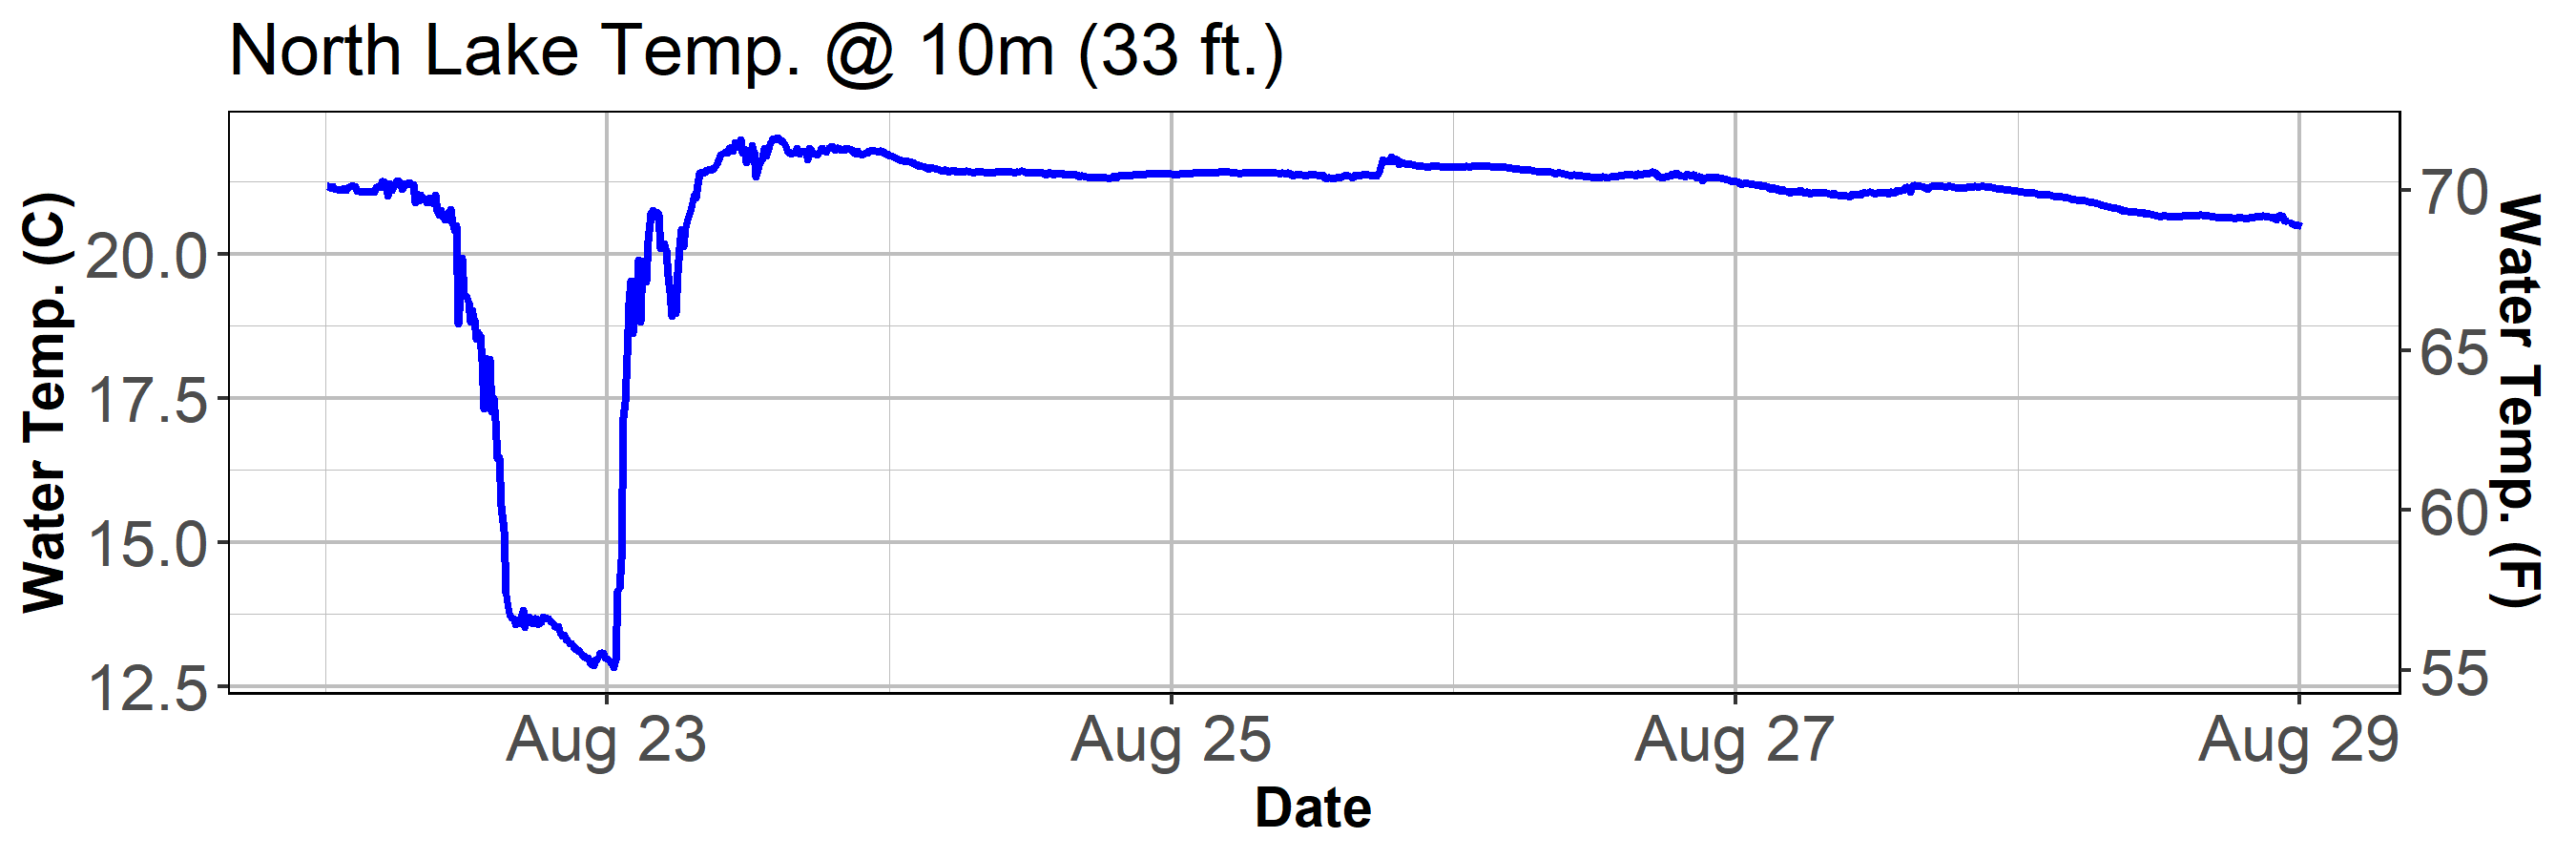 North Lake Temp. @ 10m (33 ft.)
Water Temp. (C)
20.0
17.5
15.0
12.5
70
65
60
55
Water Temp. (F)
Aug 23 Aug 25 Aug 27 Aug 29
Date